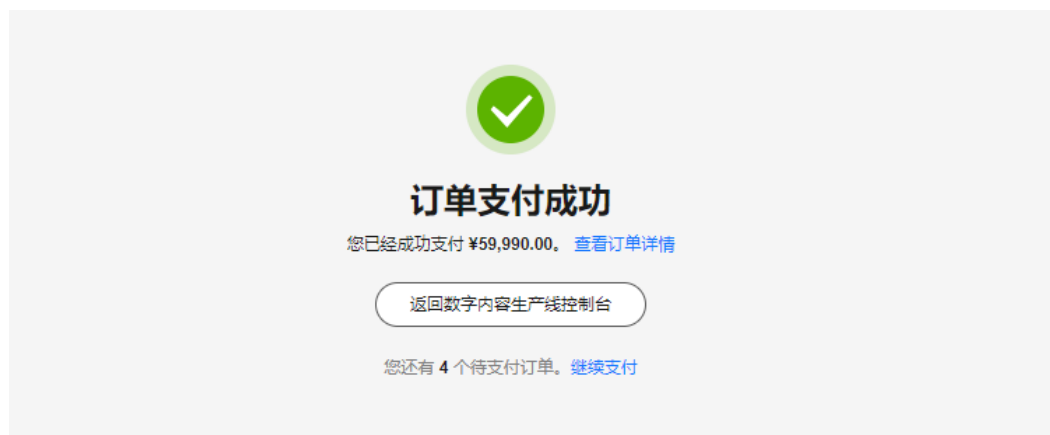 订单支付成功
您已经成功支付 ¥59,990.00。 查看订单详情
返回数字内容生产线控制台
您还有 4 个待支付订单。继续支付